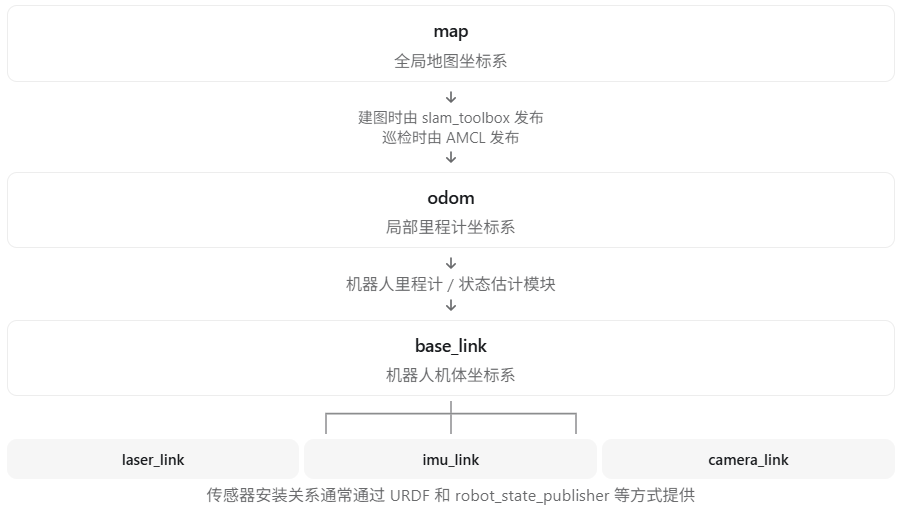 map
全局地图坐标系
建图时由 slam_toolbox 发布
巡检时由 AMCL 发布
odom
局部里程计坐标系
机器人里程计 / 状态估计模块
base_link
机器人机体坐标系
laser_link
imu_link
camera_link
传感器安装关系通常通过 URDF 和 robot_state_publisher 等方式提供